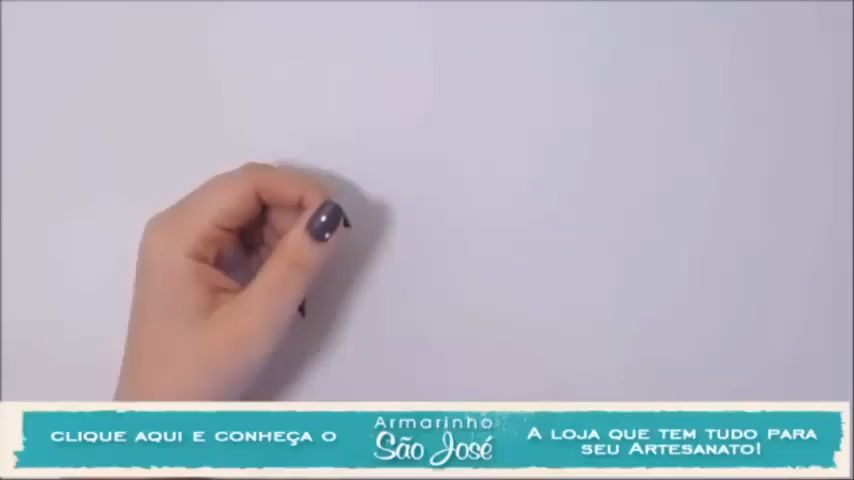 CLIQUE AQUI E CONHEÇA O
Armarinho
São José
A LOJA QUE TEM TUDO PARA
SEU ARTESANATO!